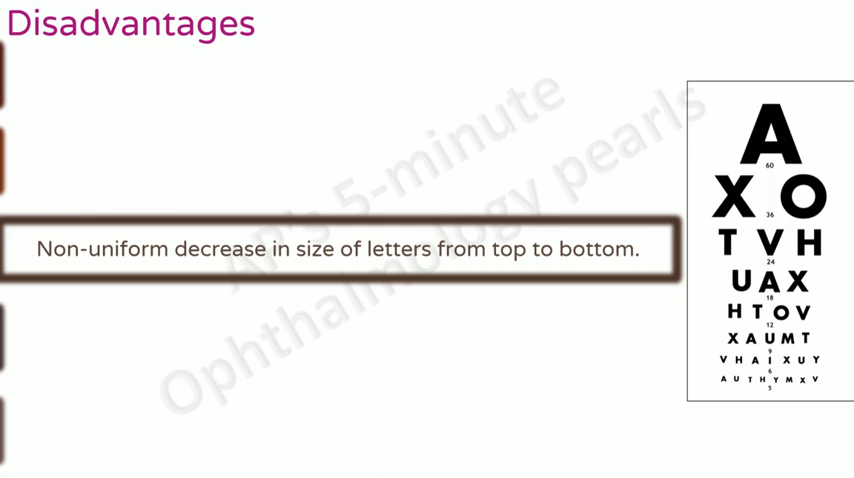 Disadvantages
AP's 5-minute
Ophthalmology pearls
Non-uniform decrease in size of letters from top to bottom.
A
60
X O
36
T V H
24
U A X
18
H T O V
12
X A U M T
9
V H A I X U Y
6
A U T H Y M X V
5